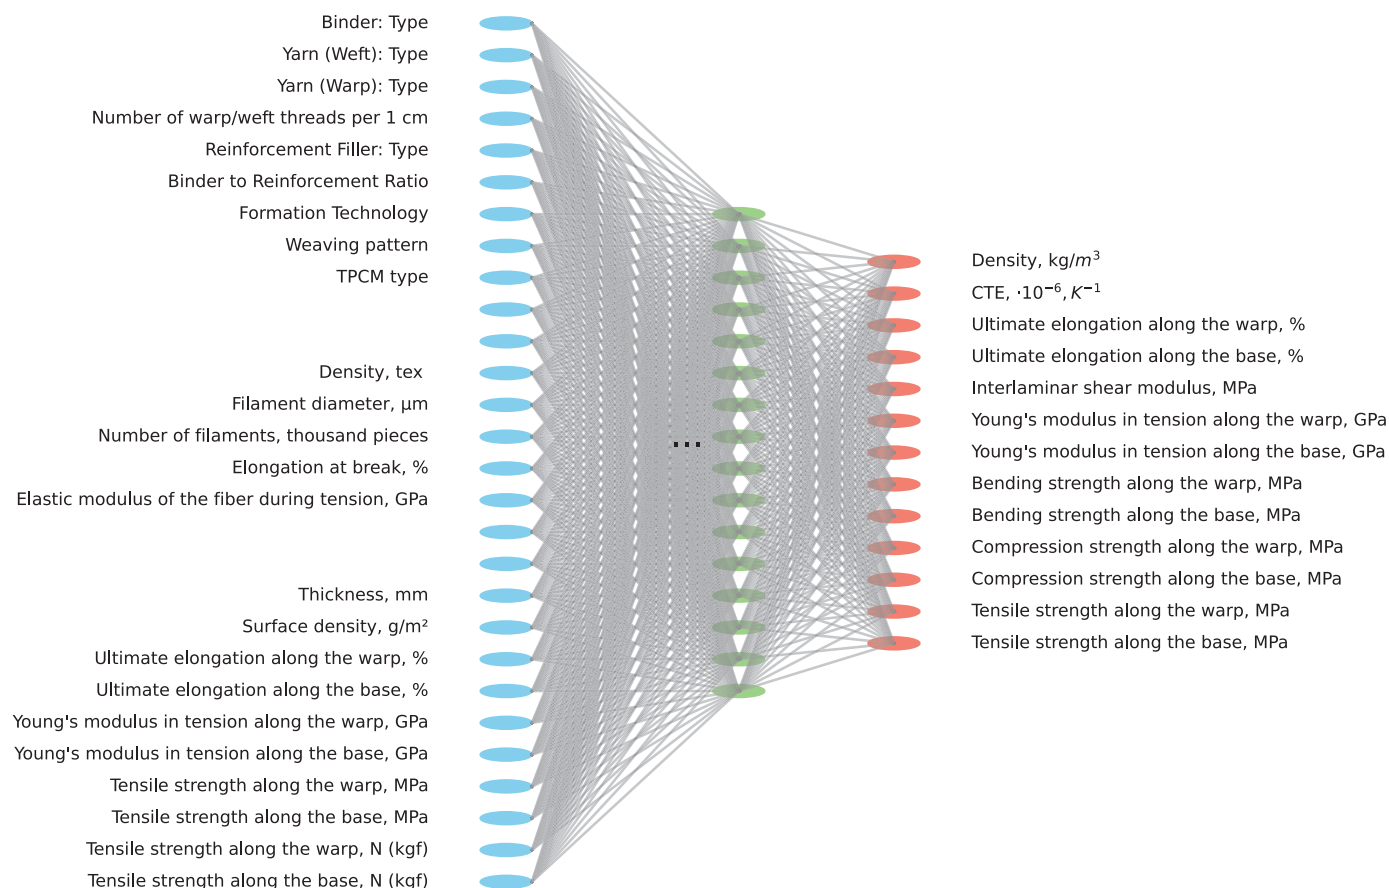 Binder: Type
Yarn (Weft): Type
Yarn (Warp): Type
Number of warp/weft threads per 1 cm
Reinforcement Filler: Type
Binder to Reinforcement Ratio
Formation Technology
Weaving pattern
TPCM type
Density, tex
Filament diameter, μm
Number of filaments, thousand pieces
Elongation at break, %
Elastic modulus of the fiber during tension, GPa
Thickness, mm
Surface density, g/m²
Ultimate elongation along the warp, %
Ultimate elongation along the base, %
Young's modulus in tension along the warp, GPa
Young's modulus in tension along the base, GPa
Tensile strength along the warp, MPa
Tensile strength along the base, MPa
Tensile strength along the warp, N (kgf)
Tensile strength along the base, N (kgf)
...
Density, kg/m³
CTE, ·10⁻⁶, K⁻¹
Ultimate elongation along the warp, %
Ultimate elongation along the base, %
Interlaminar shear modulus, MPa
Young's modulus in tension along the warp, GPa
Young's modulus in tension along the base, GPa
Bending strength along the warp, MPa
Bending strength along the base, MPa
Compression strength along the warp, MPa
Compression strength along the base, MPa
Tensile strength along the warp, MPa
Tensile strength along the base, MPa